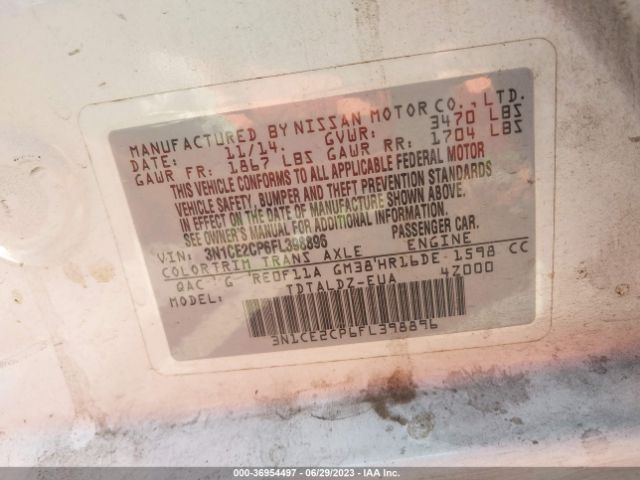 MANUFACTURED BY NISSAN MOTOR CO., LTD.
DATE: 11/14. GVWR: 3470 LBS
GAWR FR: 1867 LBS GAWR RR: 1704 LBS
THIS VEHICLE CONFORMS TO ALL APPLICABLE FEDERAL MOTOR
VEHICLE SAFETY, BUMPER AND THEFT PREVENTION STANDARDS
IN EFFECT ON THE DATE OF MANUFACTURE SHOWN ABOVE.
SEE OWNER'S MANUAL FOR ADDITIONAL INFORMATION.
VIN: 3N1CE2CP6FL398896 PASSENGER CAR.
COLOR TRIM TRANS AXLE ENGINE
QAC G RE0F11A GM38 HR16DE 1598 CC
MODEL: TDTALDZ-EUA 4Z000
3N1CE2CP6FL398896
000-36954497 - 06/29/2023 - IAA Inc.